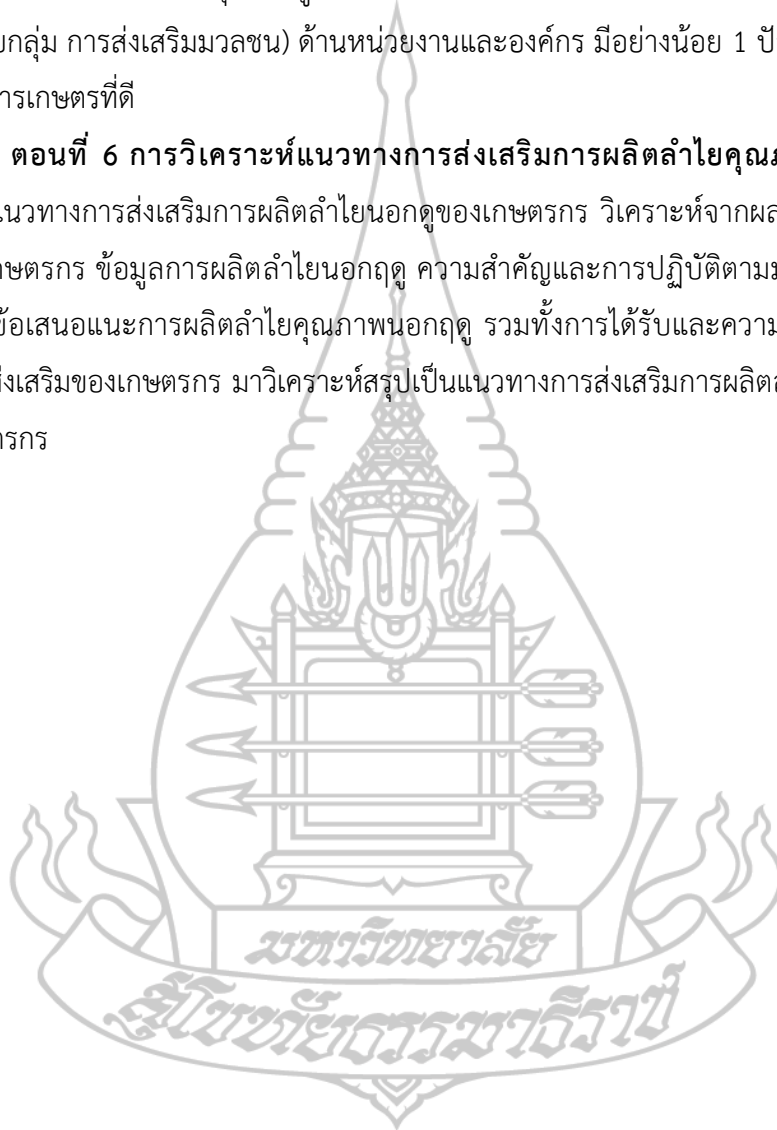 ยกลุ่ม การส่งเสริมมวลชน) ด้านหน่วยงานและองค์กร มีอย่างน้อย 1 ปั
ารเกษตรที่ดี
ตอนที่ 6 การวิเคราะห์แนวทางการส่งเสริมการผลิตลำไยคุณภ
แนวทางการส่งเสริมการผลิตลำไยนอกดูของเกษตรกร วิเคราะห์จากผล
กษตรกร ข้อมูลการผลิตลำไยนอกฤดู ความสำคัญและการปฏิบัติตามม
ข้อเสนอแนะการผลิตลำไยคุณภาพนอกฤดู รวมทั้งการได้รับและความ
ส่งเสริมของเกษตรกร มาวิเคราะห์สรุปเป็นแนวทางการส่งเสริมการผลิตล
ตรกร
มหาวิทยาลัย
สุโขทัยธรรมาธิราช